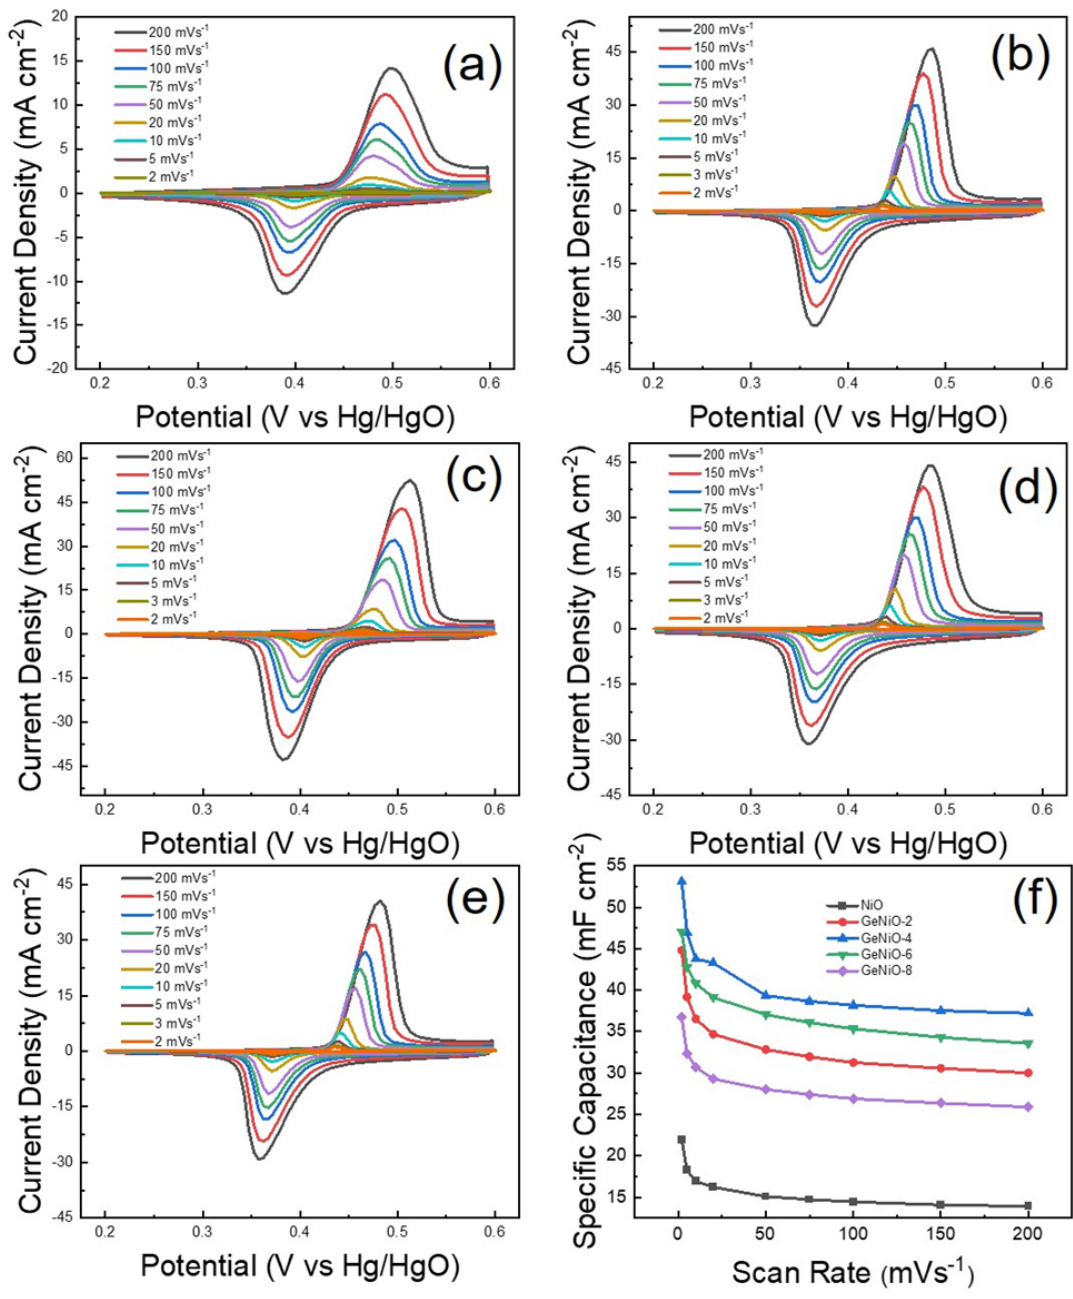 (a)
200 mVs-1
150 mVs-1
100 mVs-1
75 mVs-1
50 mVs-1
20 mVs-1
10 mVs-1
5 mVs-1
2 mVs-1
20
15
10
5
0
-5
-10
-15
-20
0.2 0.3 0.4 0.5 0.6
Current Density (mA cm-2)
Potential (V vs Hg/HgO)
(b)
200 mVs-1
150 mVs-1
100 mVs-1
75 mVs-1
50 mVs-1
20 mVs-1
10 mVs-1
5 mVs-1
3 mVs-1
2 mVs-1
45
30
15
0
-15
-30
-45
0.2 0.3 0.4 0.5 0.6
Current Density (mA cm-2)
Potential (V vs Hg/HgO)
(c)
200 mVs-1
150 mVs-1
100 mVs-1
75 mVs-1
50 mVs-1
20 mVs-1
10 mVs-1
5 mVs-1
3 mVs-1
2 mVs-1
60
45
30
15
0
-15
-30
-45
0.2 0.3 0.4 0.5 0.6
Current Density (mA cm-2)
Potential (V vs Hg/HgO)
(d)
200 mVs-1
150 mVs-1
100 mVs-1
75 mVs-1
50 mVs-1
20 mVs-1
10 mVs-1
5 mVs-1
3 mVs-1
2 mVs-1
45
30
15
0
-15
-30
-45
0.2 0.3 0.4 0.5 0.6
Current Density (mA cm-2)
Potential (V vs Hg/HgO)
(e)
200 mVs-1
150 mVs-1
100 mVs-1
75 mVs-1
50 mVs-1
20 mVs-1
10 mVs-1
5 mVs-1
3 mVs-1
2 mVs-1
45
30
15
0
-15
-30
-45
0.2 0.3 0.4 0.5 0.6
Current Density (mA cm-2)
Potential (V vs Hg/HgO)
(f)
NiO
GeNiO-2
GeNiO-4
GeNiO-6
GeNiO-8
55
50
45
40
35
30
25
20
15
0 50 100 150 200
Specific Capacitance (mF cm-2)
Scan Rate (mVs-1)